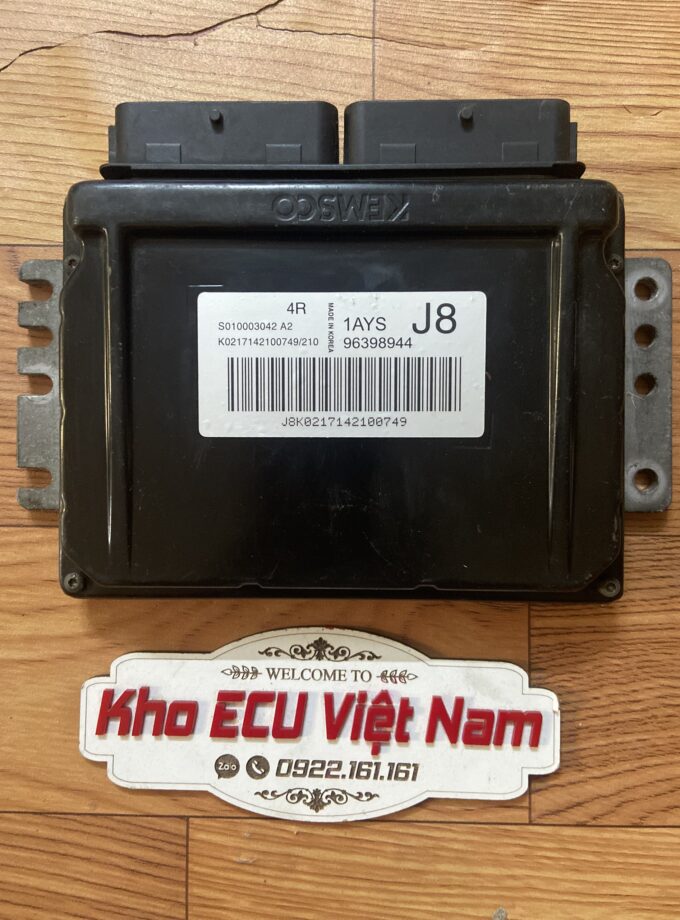 KEMSCO
4R
S010003042 A2
K0217142100749/210
MADE IN KOREA
1AYS J8
96398944
J8K0217142100749
WELCOME TO
Kho ECU Việt Nam
Zalo 0922.161.161